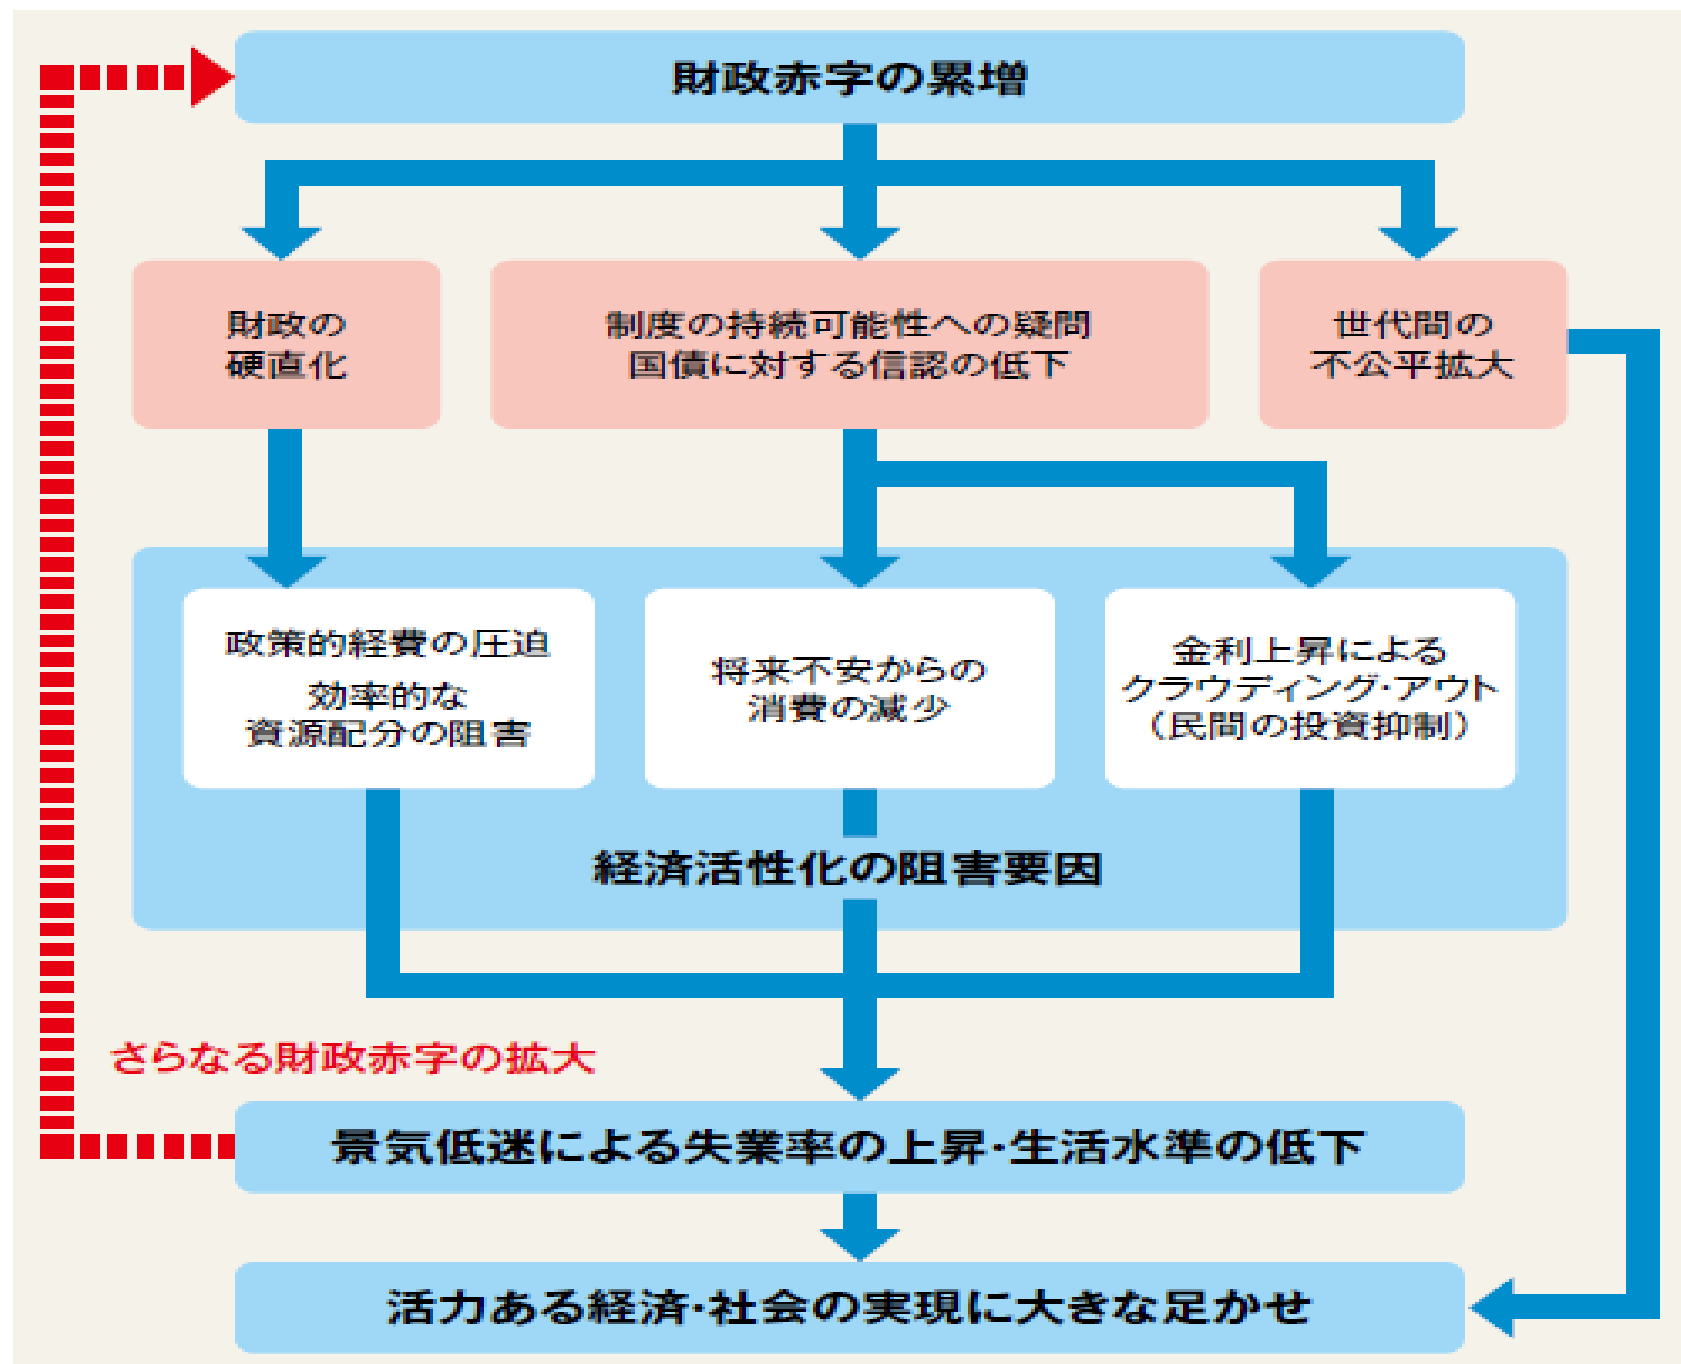 財政赤字の累増
財政の
硬直化
制度の持続可能性への疑問
国債に対する信認の低下
世代間の
不公平拡大
政策的経費の圧迫
効率的な
資源配分の阻害
将来不安からの
消費の減少
金利上昇による
クラウディング・アウト
（民間の投資抑制）
経済活性化の阻害要因
さらなる財政赤字の拡大
景気低迷による失業率の上昇・生活水準の低下
活力ある経済・社会の実現に大きな足かせ